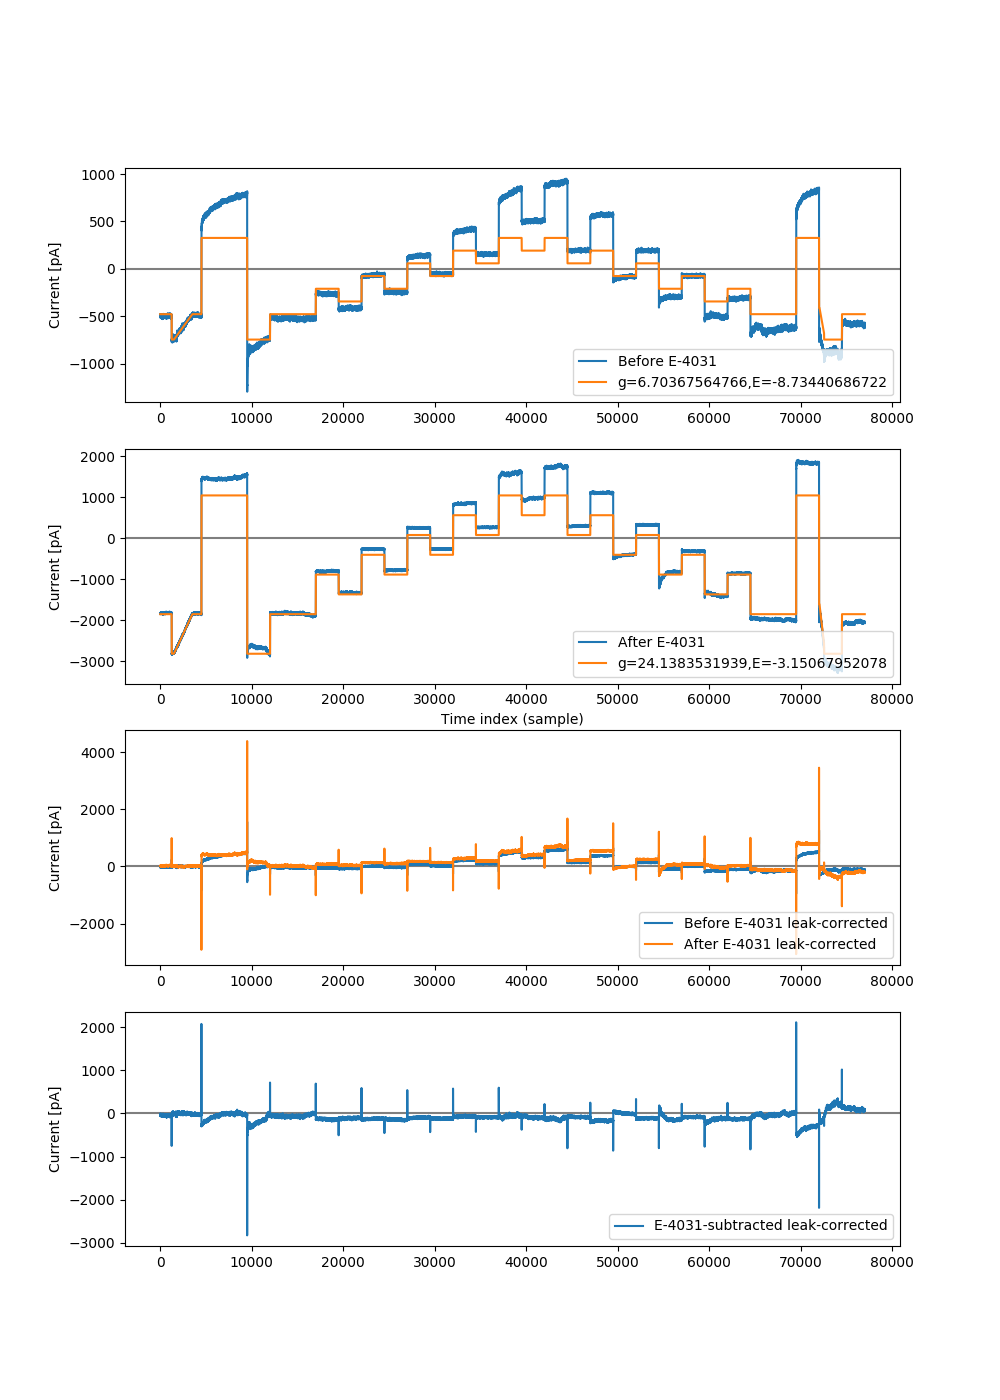 1000
500
0
−500
−1000
Current [pA]
Before E-4031
g=6.70367564766,E=-8.73440686722
0 10000 20000 30000 40000 50000 60000 70000 80000
2000
1000
0
−1000
−2000
−3000
Current [pA]
After E-4031
g=24.1383531939,E=-3.15067952078
0 10000 20000 30000 40000 50000 60000 70000 80000
Time index (sample)
4000
2000
0
−2000
Current [pA]
Before E-4031 leak-corrected
After E-4031 leak-corrected
0 10000 20000 30000 40000 50000 60000 70000 80000
2000
1000
0
−1000
−2000
−3000
Current [pA]
E-4031-subtracted leak-corrected
0 10000 20000 30000 40000 50000 60000 70000 80000